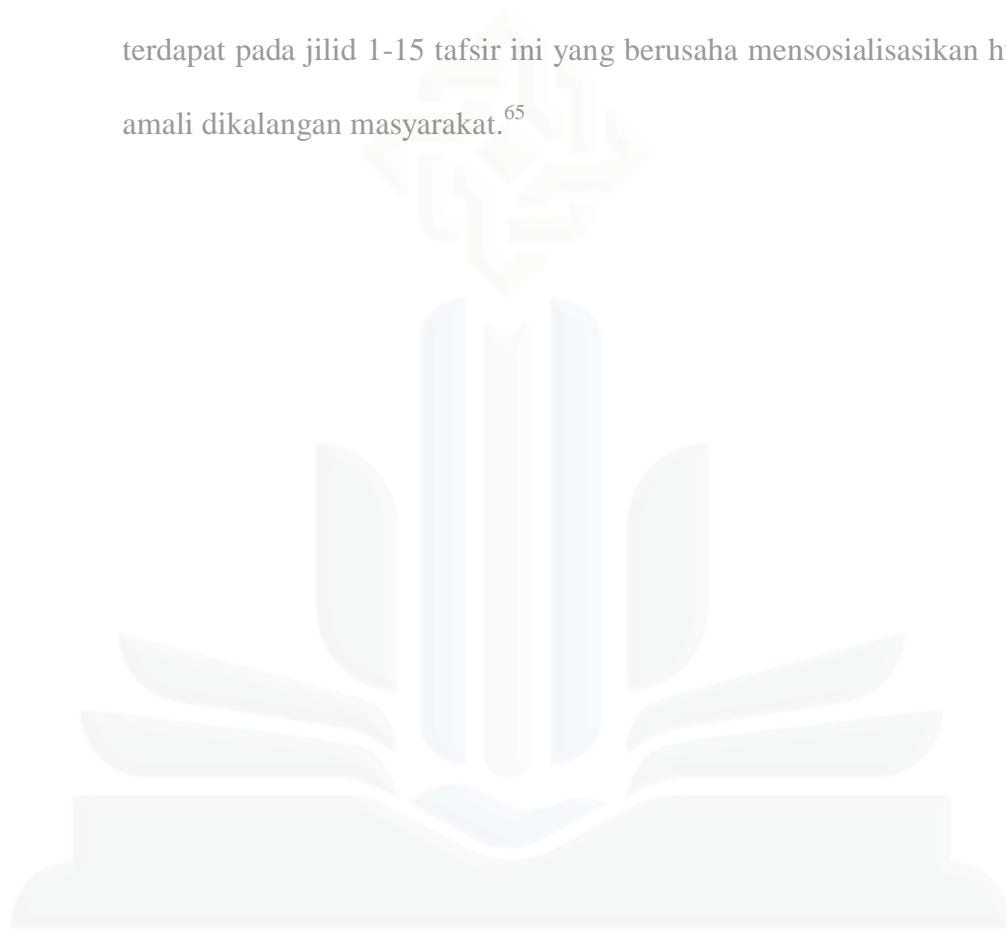 terdapat pada jilid 1-15 tafsir ini yang berusaha mensosialisasikan
amali dikalangan masyarakat.65